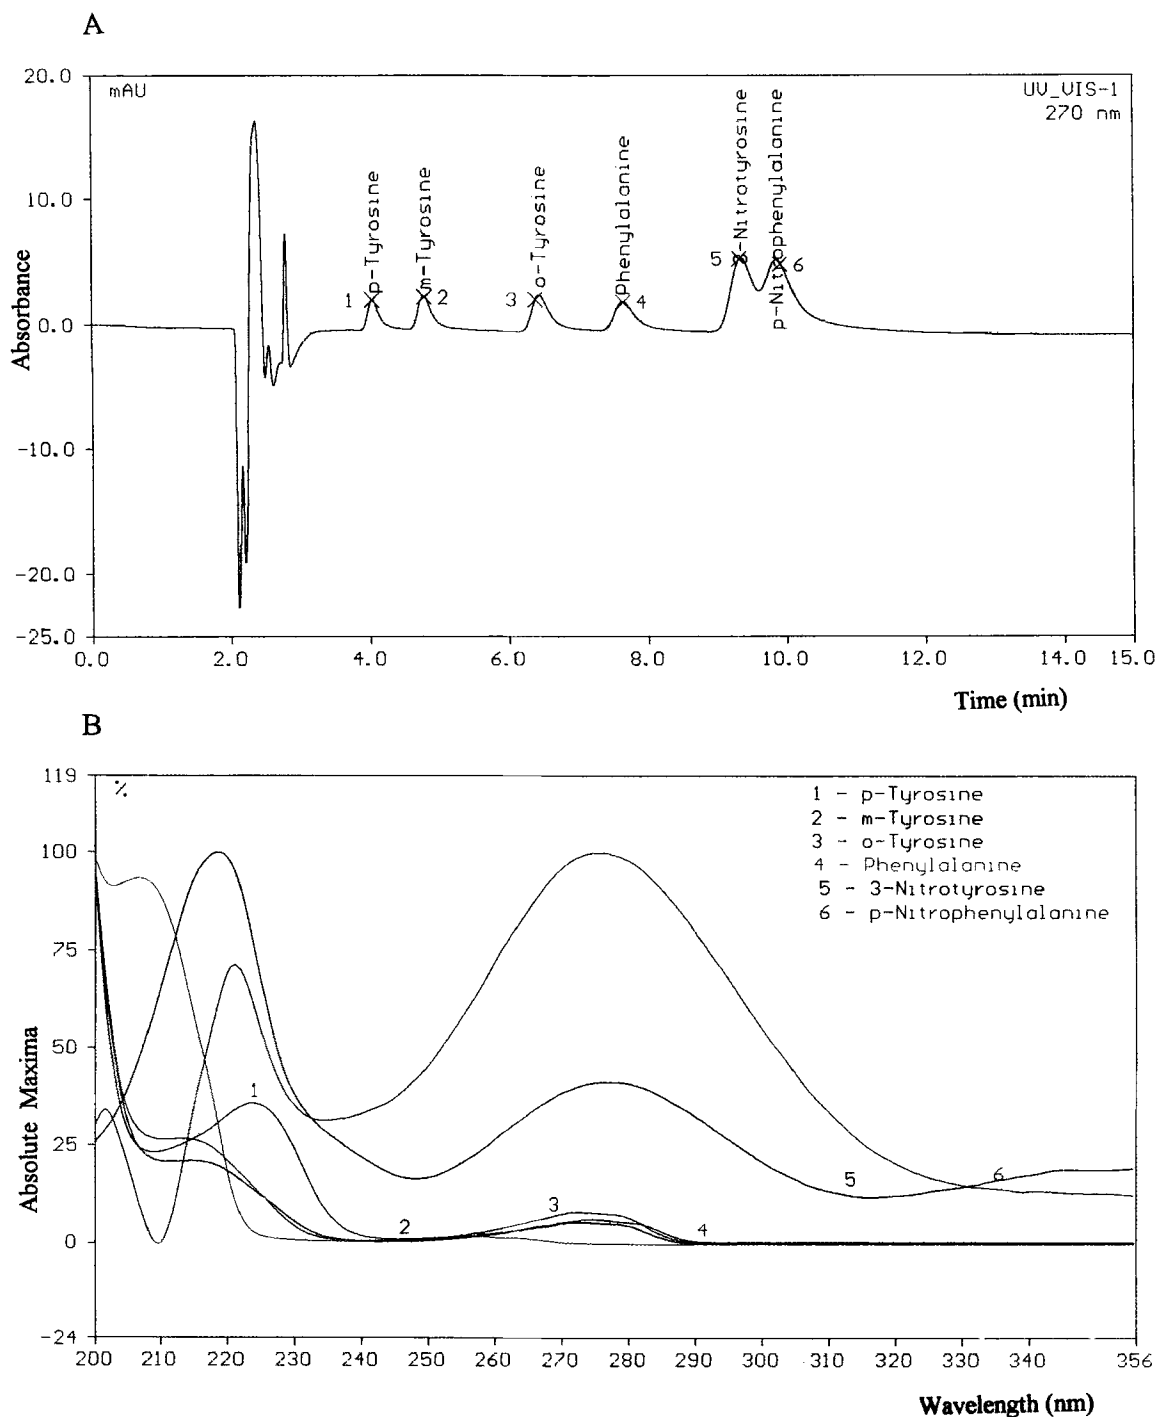 A
20.0
mAU
UV_VIS-1
270 nm
10.0
0.0
-10.0
-20.0
-25.0
Absorbance
1
p-Tyrosine
m-Tyrosine
2
3
o-Tyrosine
Phenylalanine
4
5
-Nitrotyrosine
p-Nitrophenylalanine
6
0.0 2.0 4.0 6.0 8.0 10.0 12.0 14.0 15.0
Time (min)
B
119
%
100
75
50
25
0
-24
Absolute Maxima
1 - p-Tyrosine
2 - m-Tyrosine
3 - o-Tyrosine
4 - Phenylalanine
5 - 3-Nitrotyrosine
6 - p-Nitrophenylalanine
1
2
3
4
5
6
200 210 220 230 240 250 260 270 280 290 300 310 320 330 340 356
Wavelength (nm)